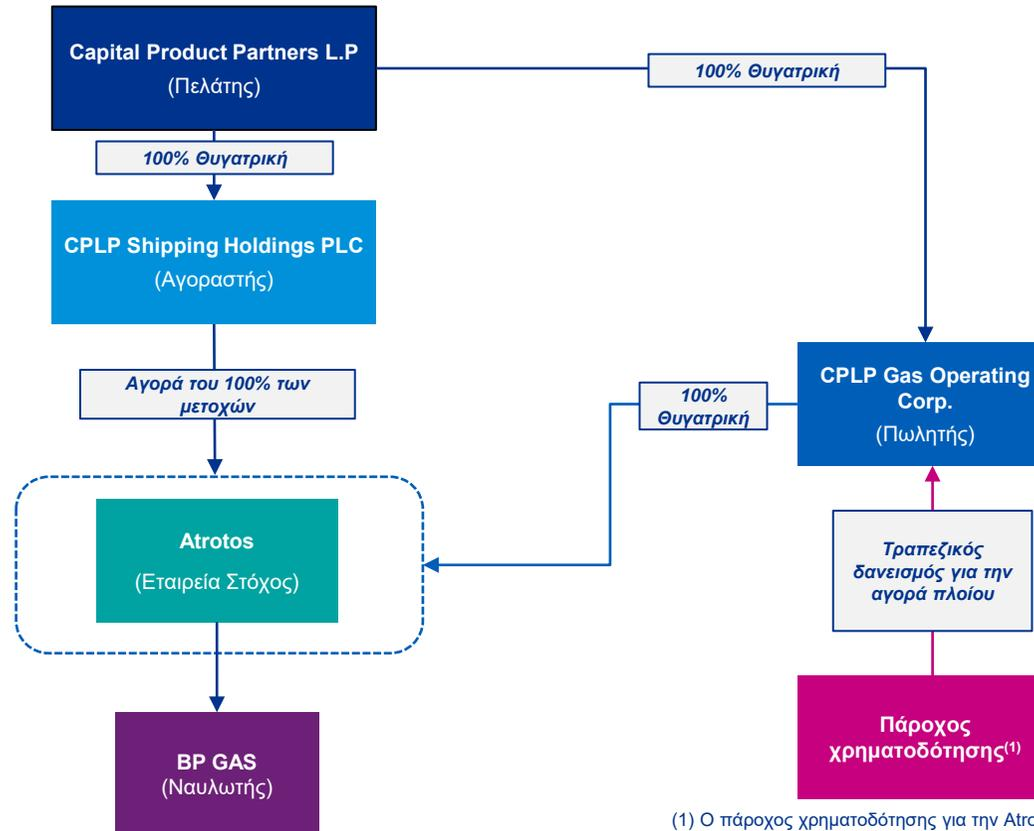 Capital Product Partners L.P
(Πελάτης)
100% Θυγατρική
100% Θυγατρική
CPLP Shipping Holdings PLC
(Αγοραστής)
Αγορά του 100% των
μετοχών
100%
Θυγατρική
CPLP Gas Operating
Corp.
(Πωλητής)
Atrotos
(Εταιρεία Στόχος)
Τραπεζικός
δανεισμός για την
αγορά πλοίου
BP GAS
(Ναυλωτής)
Πάροχος
χρηματοδότησης(1)
(1) Ο πάροχος χρηματοδότησης για την Atro